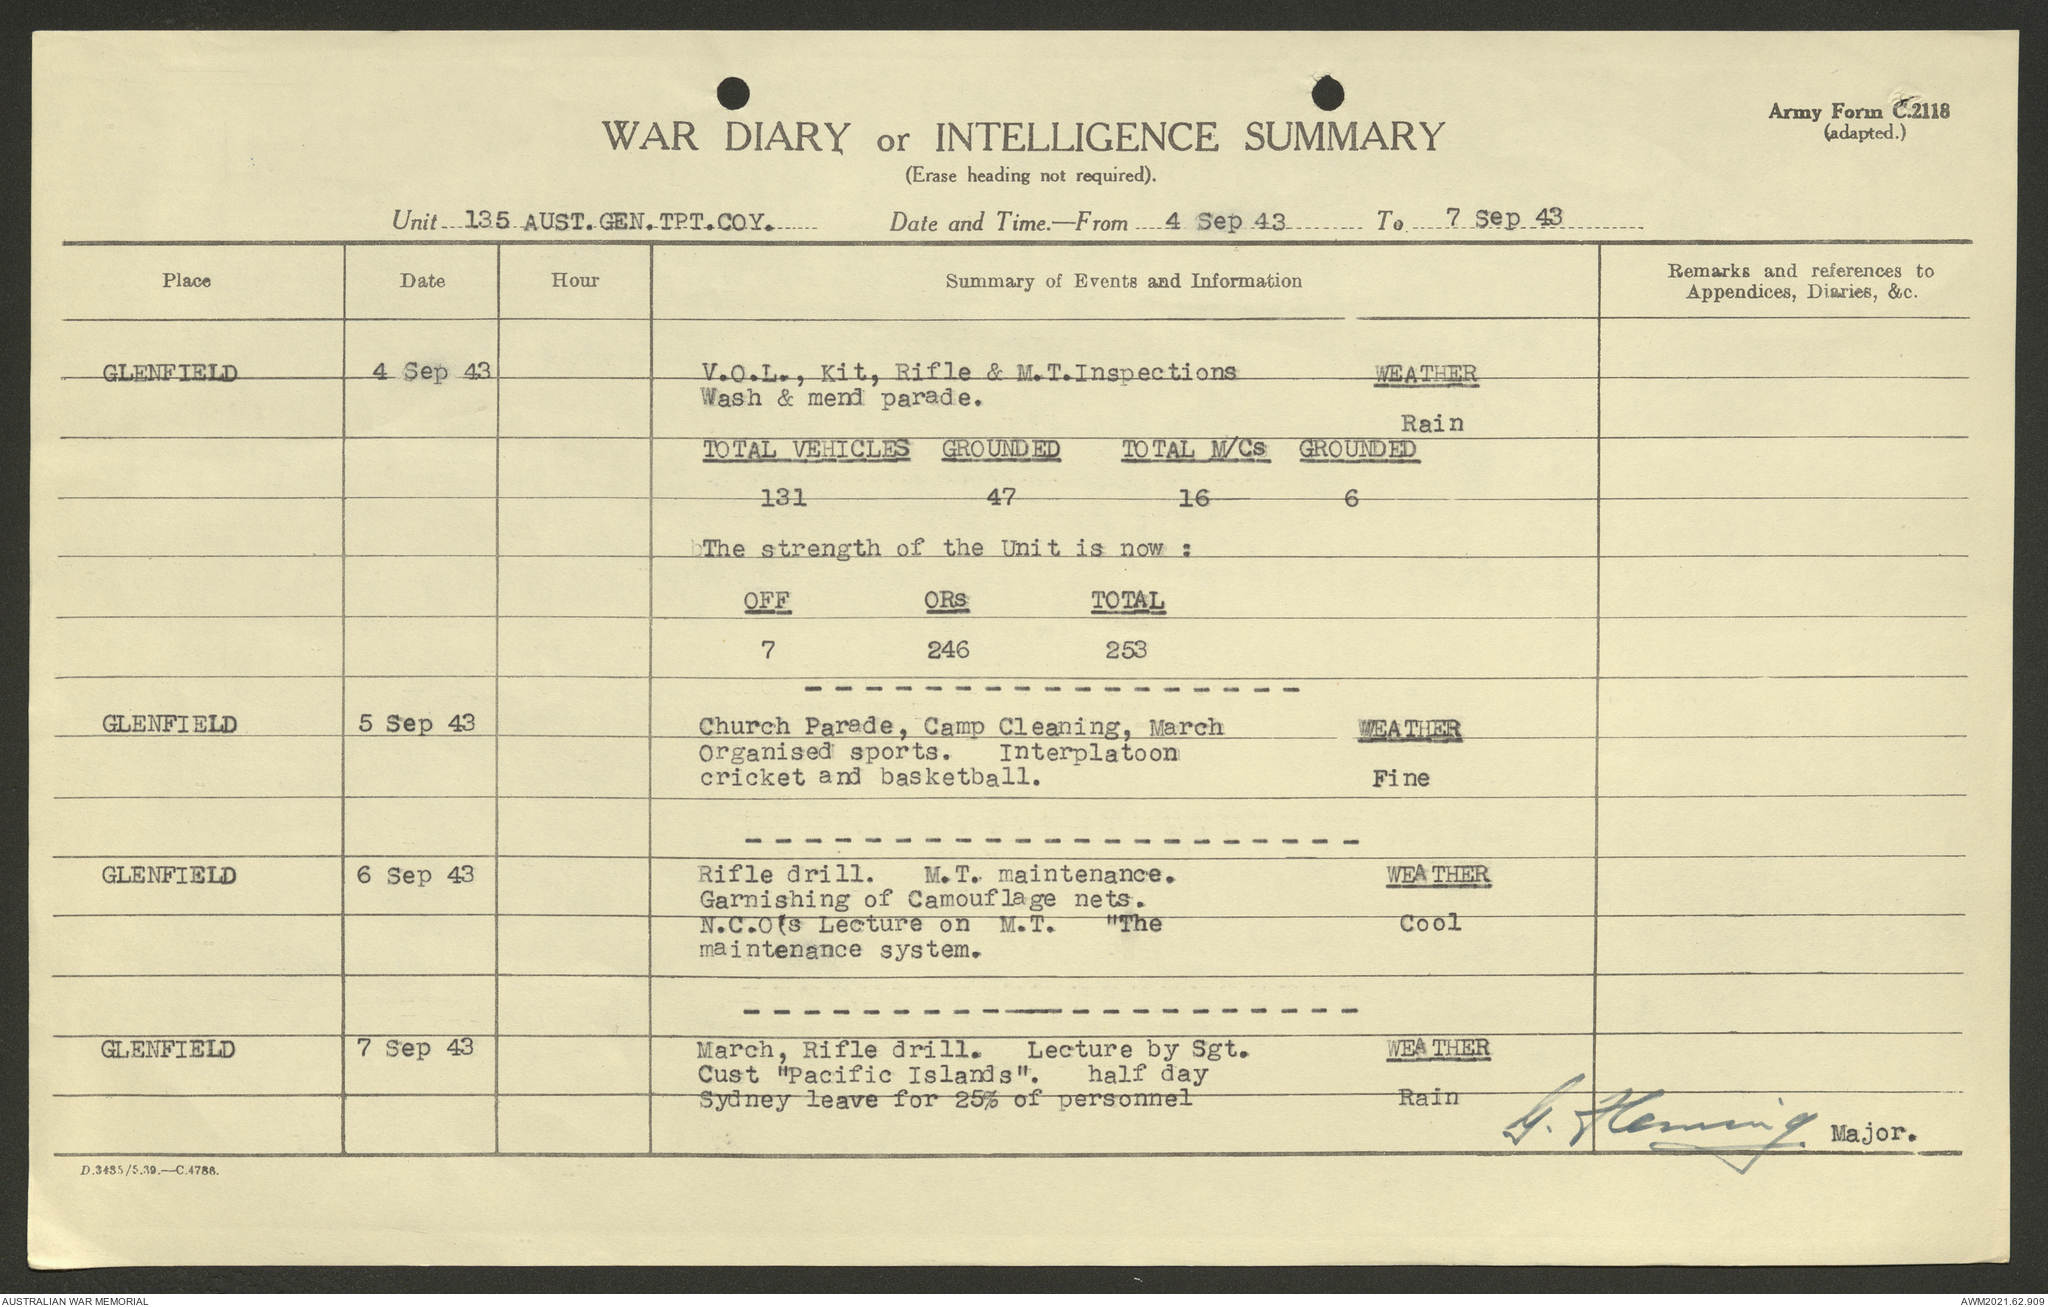 WAR DIARY or INTELLIGENCE SUMMARY
(Erase heading not required).
Army Form C.2118
(adapted.)
Unit 135 AUST.GEN.TPT.COY. Date and Time.—From 4 Sep 43 To 7 Sep 43
Place Date Hour Summary of Events and Information Remarks and references to
Appendices, Diaries, &c.
GLENFIELD 4 Sep 43 V.O.L., Kit, Rifle & M.T.Inspections WEATHER
Wash & mend parade.
Rain
TOTAL VEHICLES GROUNDED TOTAL M/Cs GROUNDED
131 47 16 6
The strength of the Unit is now :
OFF ORs TOTAL
7 246 253
GLENFIELD 5 Sep 43 Church Parade, Camp Cleaning, March WEATHER
Organised sports. Interplatoon
cricket and basketball. Fine
GLENFIELD 6 Sep 43 Rifle drill. M.T. maintenance. WEATHER
Garnishing of Camouflage nets.
N.C.O's Lecture on M.T. "The Cool
maintenance system.
GLENFIELD 7 Sep 43 March, Rifle drill. Lecture by Sgt. WEATHER
Cust "Pacific Islands". half day
Sydney leave for 25% of personnel Rain
G. Fleming Major.
D.3485/5.39.—C.4786.
AUSTRALIAN WAR MEMORIAL
AWM2021.62.909